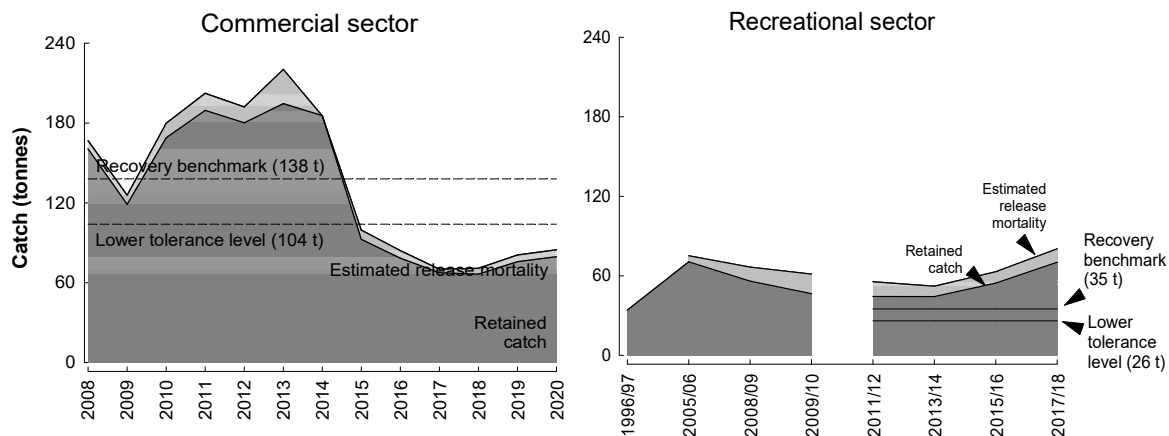 Commercial sector
Catch (tonnes)
240
180
120
60
0
Recovery benchmark (138 t)
Lower tolerance level (104 t)
Estimated release mortality
Retained
catch
2008
2009
2010
2011
2012
2013
2014
2015
2016
2017
2018
2019
2020
Recreational sector
240
180
120
60
0
Estimated
release
mortality
Retained
catch
Recovery
benchmark
(35 t)
Lower
tolerance
level (26 t)
1996/97
2005/06
2008/09
2009/10
2011/12
2013/14
2015/16
2017/18